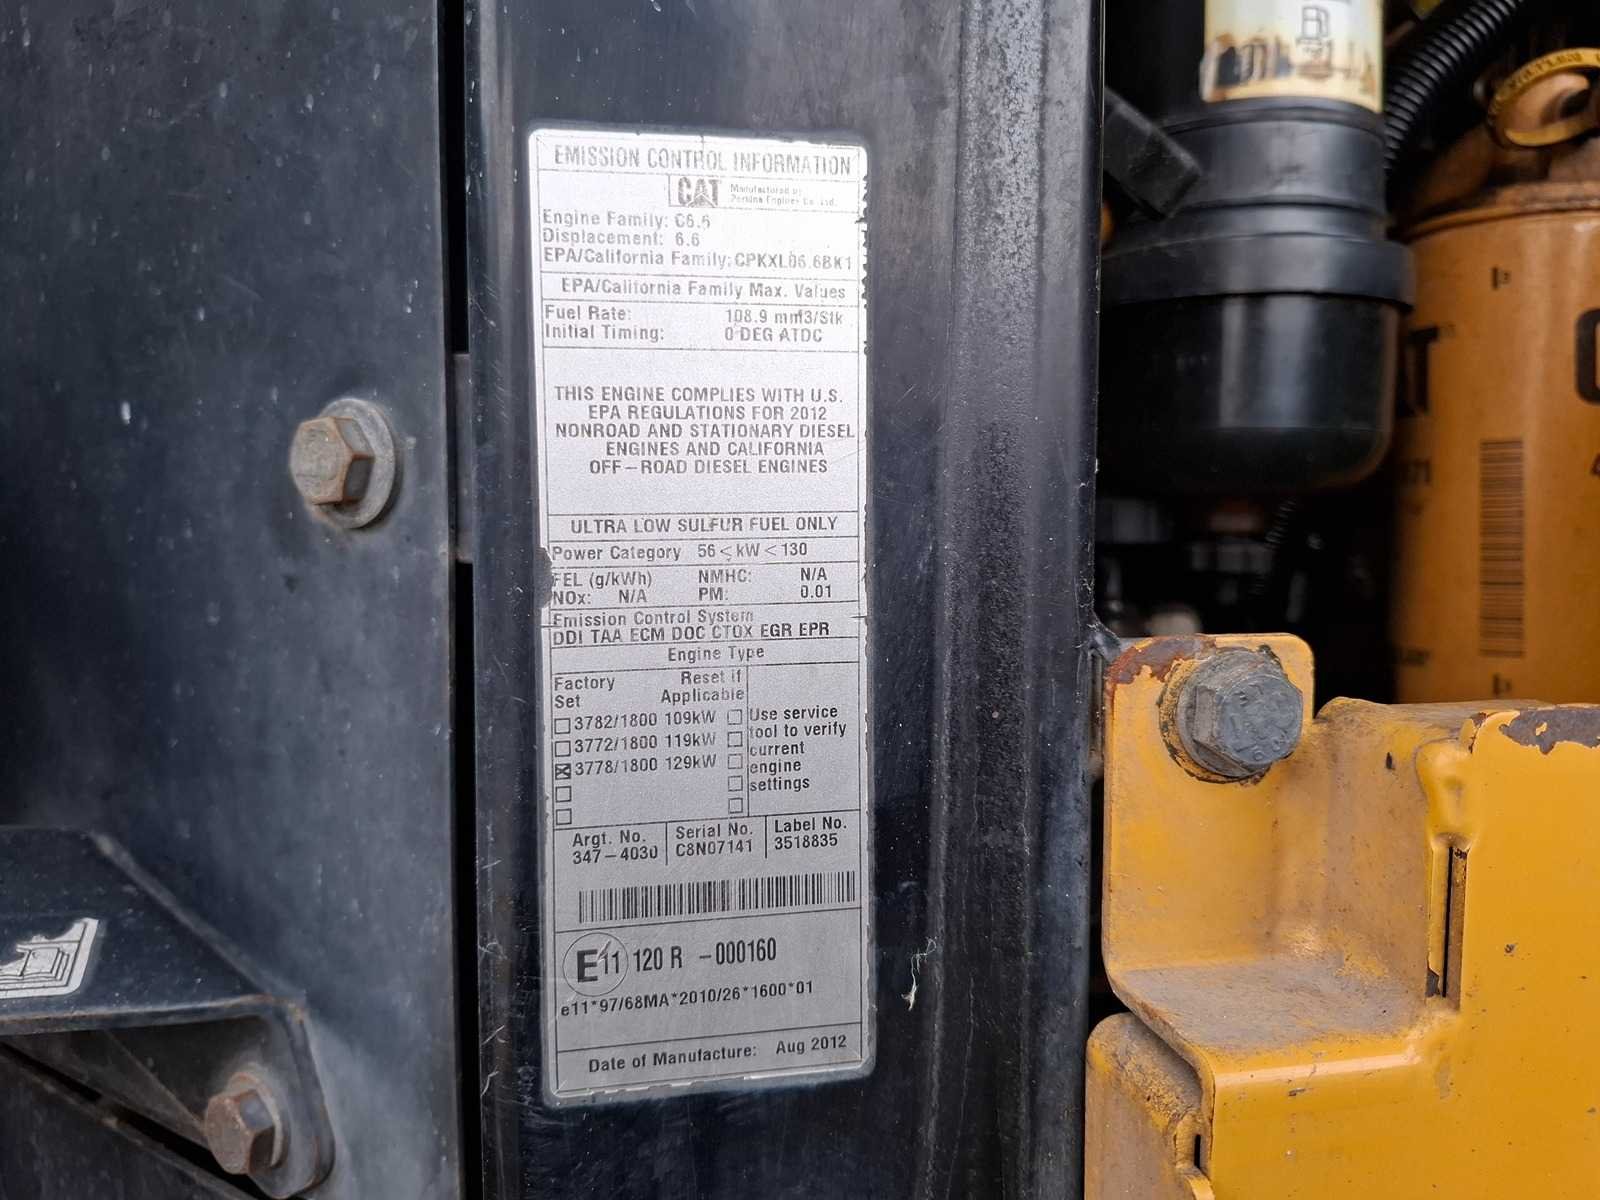 EMISSION CONTROL INFORMATION
CAT Manufactured by
Perkins Engines Co. Ltd.
Engine Family: C6.6
Displacement: 6.6
EPA/California Family: CPKXL06.6BK1
EPA/California Family Max. Values
Fuel Rate: 108.9 mm3/Stk
Initial Timing: 0 DEG ATDC
THIS ENGINE COMPLIES WITH U.S.
EPA REGULATIONS FOR 2012
NONROAD AND STATIONARY DIESEL
ENGINES AND CALIFORNIA
OFF-ROAD DIESEL ENGINES
ULTRA LOW SULFUR FUEL ONLY
Power Category 56<kW<130
FEL (g/kWh) NMHC: N/A
NOx: N/A PM: 0.01
Emission Control System
DDI TAA ECM DOC CTOX EGR EPR
Engine Type
Factory Set
Reset if Applicable
3782/1800 109kW
3772/1800 119kW
3778/1800 129kW
Use service
tool to verify
current
engine
settings
Argt. No. Serial No. Label No.
347-4030 C8N07141 3518835
E11 120 R -000160
e11*97/68MA*2010/26*1600*01
Date of Manufacture: Aug 2012